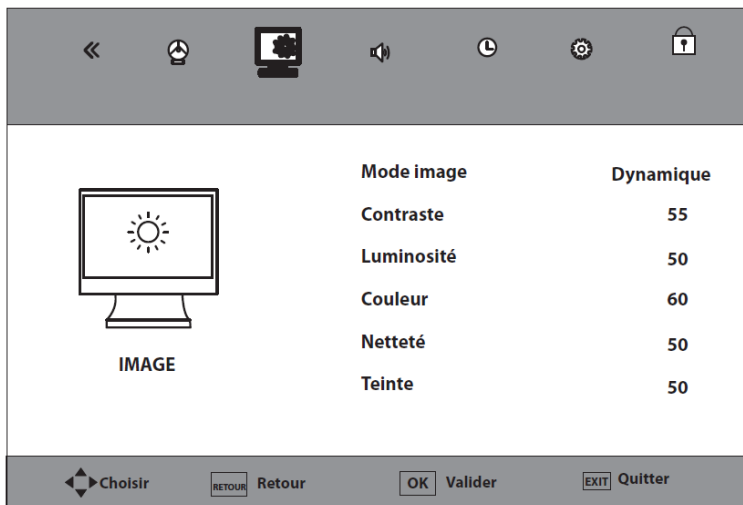 Mode image Dynamique
Contraste 55
Luminosité 50
Couleur 60
Netteté 50
Teinte 50
IMAGE
Choisir RETOUR Retour OK Valider EXIT Quitter